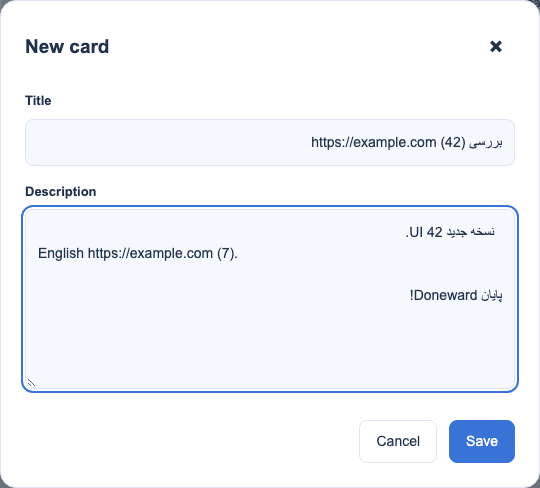 New card
Title
بررسی (42) https://example.com
Description
نسخه جدید UI 42.
English https://example.com (7).
پایان Doneward!
Cancel
Save